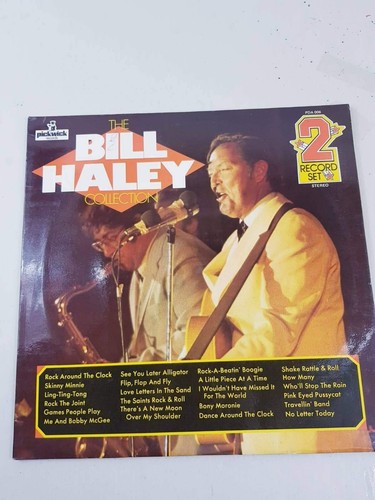 pickwick
THE
BILL
HALEY
COLLECTION
2
RECORD
SET
STEREO
Rock Around The Clock
Skinny Minnie
Ling-Ting-Tong
Rock The Joint
Games People Play
Me And Bobby McGee
See You Later Alligator
Flip, Flop And Fly
Love Letters In The Sand
The Saints Rock & Roll
There's A New Moon
Over My Shoulder
Rock-A-Beatin' Boogie
A Little Piece At A Time
I Wouldn't Have Missed It
For The World
Bony Moronie
Dance Around The Clock
Shake Rattle & Roll
How Many
Who'll Stop The Rain
Pink Eyed Pussycat
Travellin' Band
No Letter Today